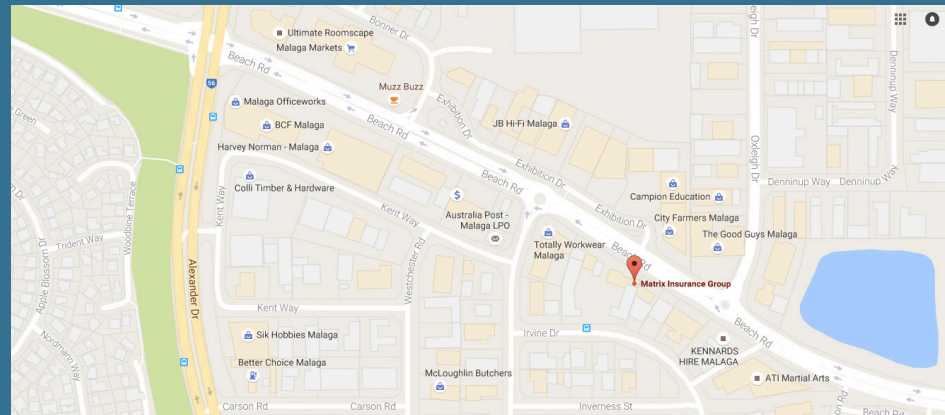 Bonner Dr
Ultimate Roomscape
Malaga Markets
Beach Rd
Oxleigh Dr
Denninup Way
56
Muzz Buzz
Malaga Officeworks
Exhibition Dr
BCF Malaga
Beach Rd
JB Hi-Fi Malaga
Green
Harvey Norman - Malaga
Oxleigh Dr
Colli Timber & Hardware
Kent Way
Beach Rd
Exhibition Dr
Denninup Way
Denninup Way
Woodbine Terrace
Kent Way
$
Australia Post -
Malaga LPO
Campion Education
Exhibition Dr
City Farmers Malaga
The Good Guys Malaga
Trident Way
Apple Blossom Dr
Westchester Rd
Totally Workwear
Malaga
Beach Rd
Alexander Dr
Matrix Insurance Group
Kent Way
Nordmann Way
Sik Hobbies Malaga
Irvine Dr
Beach Rd
KENNARDS
HIRE MALAGA
Better Choice Malaga
McLoughlin Butchers
ATI Martial Arts
Carson Rd
Carson Rd
Inverness St
Beach Rd